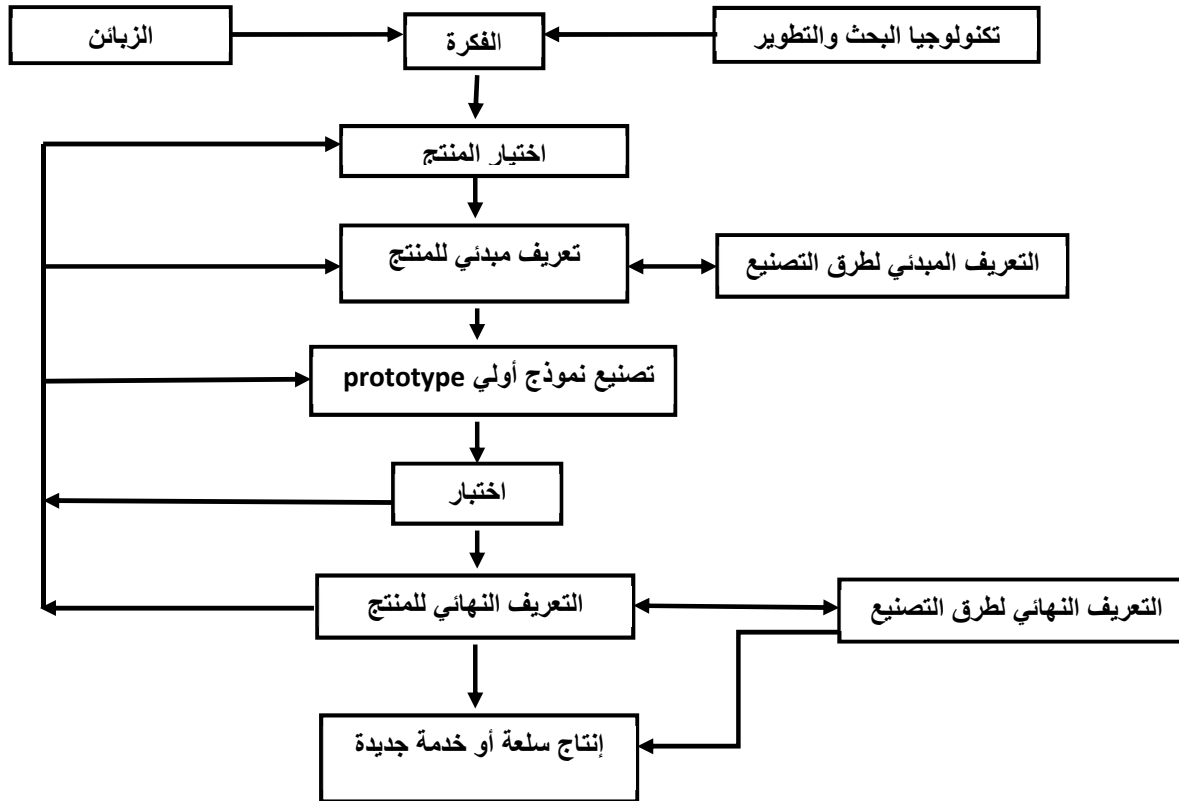 الزبائن
الفكرة
تكنولوجيا البحث والتطوير
اختيار المنتج
تعريف مبدئي للمنتج
التعريف المبدئي لطرق التصنيع
تصنيع نموذج أولي prototype
اختبار
التعريف النهائي للمنتج
التعريف النهائي لطرق التصنيع
إنتاج سلعة أو خدمة جديدة